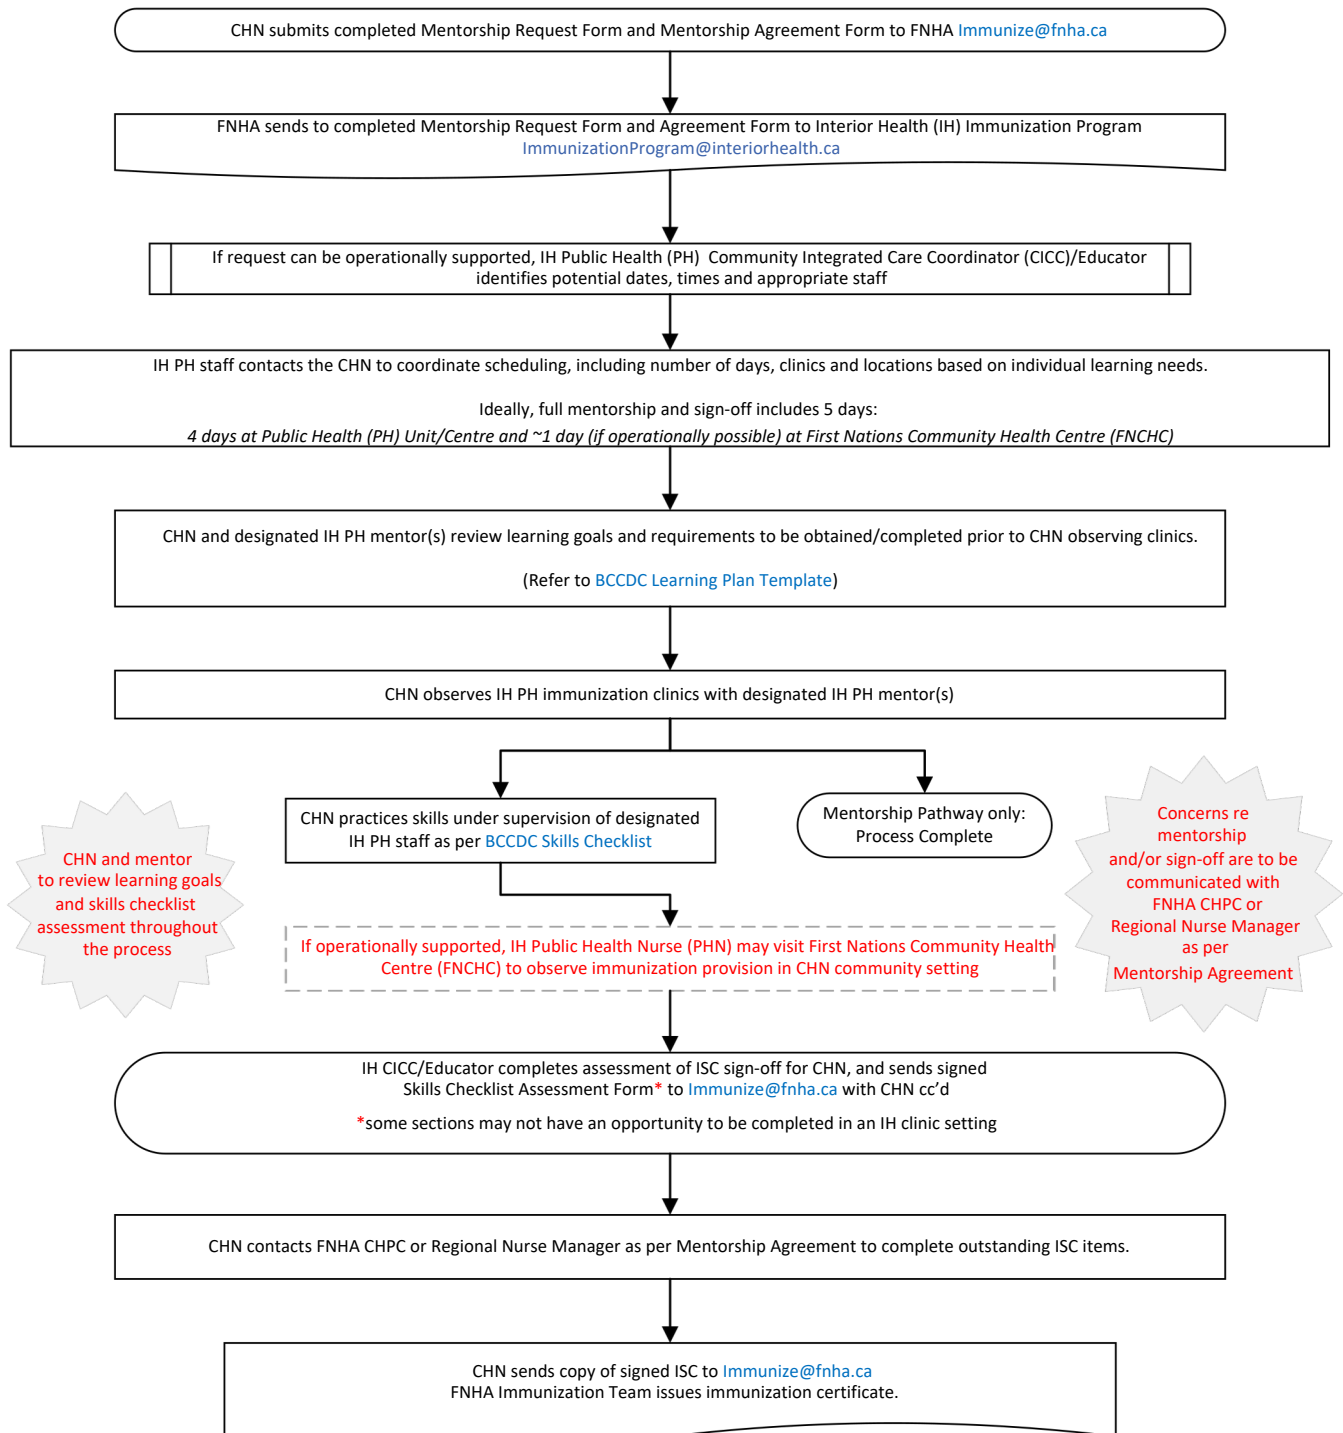 CHN submits completed Mentorship Request Form and Mentorship Agreement Form to FNHA Immunize@fnha.ca
FNHA sends to completed Mentorship Request Form and Agreement Form to Interior Health (IH) Immunization Program
ImmunizationProgram@interiorhealth.ca
If request can be operationally supported, IH Public Health (PH) Community Integrated Care Coordinator (CICC)/Educator
identifies potential dates, times and appropriate staff
IH PH staff contacts the CHN to coordinate scheduling, including number of days, clinics and locations based on individual learning needs.
Ideally, full mentorship and sign-off includes 5 days:
4 days at Public Health (PH) Unit/Centre and ~1 day (if operationally possible) at First Nations Community Health Centre (FNCHC)
CHN and designated IH PH mentor(s) review learning goals and requirements to be obtained/completed prior to CHN observing clinics.
(Refer to BCCDC Learning Plan Template)
CHN observes IH PH immunization clinics with designated IH PH mentor(s)
CHN practices skills under supervision of designated
IH PH staff as per BCCDC Skills Checklist
Mentorship Pathway only:
Process Complete
CHN and mentor
to review learning goals
and skills checklist
assessment throughout
the process
Concerns re
mentorship
and/or sign-off are to be
communicated with
FNHA CHPC or
Regional Nurse Manager
as per
Mentorship Agreement
If operationally supported, IH Public Health Nurse (PHN) may visit First Nations Community Health
Centre (FNCHC) to observe immunization provision in CHN community setting
IH CICC/Educator completes assessment of ISC sign-off for CHN, and sends signed
Skills Checklist Assessment Form* to Immunize@fnha.ca with CHN cc’d
*some sections may not have an opportunity to be completed in an IH clinic setting
CHN contacts FNHA CHPC or Regional Nurse Manager as per Mentorship Agreement to complete outstanding ISC items.
CHN sends copy of signed ISC to Immunize@fnha.ca
FNHA Immunization Team issues immunization certificate.